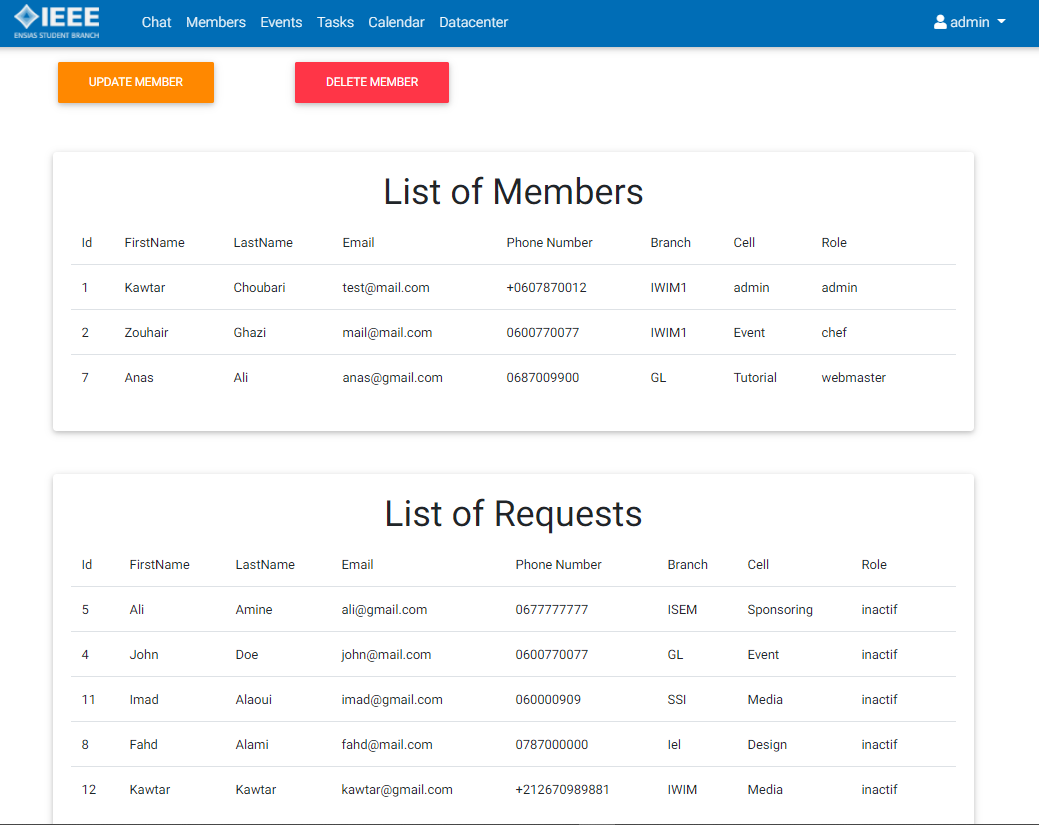 IEEE
ENSIAS STUDENT BRANCH
Chat Members Events Tasks Calendar Datacenter admin
UPDATE MEMBER DELETE MEMBER
List of Members
Id FirstName LastName Email Phone Number Branch Cell Role
1 Kawtar Choubari test@mail.com +0607870012 IWIM1 admin admin
2 Zouhair Ghazi mail@mail.com 0600770077 IWIM1 Event chef
7 Anas Ali anas@gmail.com 0687009900 GL Tutorial webmaster
List of Requests
Id FirstName LastName Email Phone Number Branch Cell Role
5 Ali Amine ali@gmail.com 0677777777 ISEM Sponsoring inactif
4 John Doe john@mail.com 0600770077 GL Event inactif
11 Imad Alaoui imad@gmail.com 060000909 SSI Media inactif
8 Fahd Alami fahd@mail.com 0787000000 Iel Design inactif
12 Kawtar Kawtar kawtar@gmail.com +212670989881 IWIM Media inactif